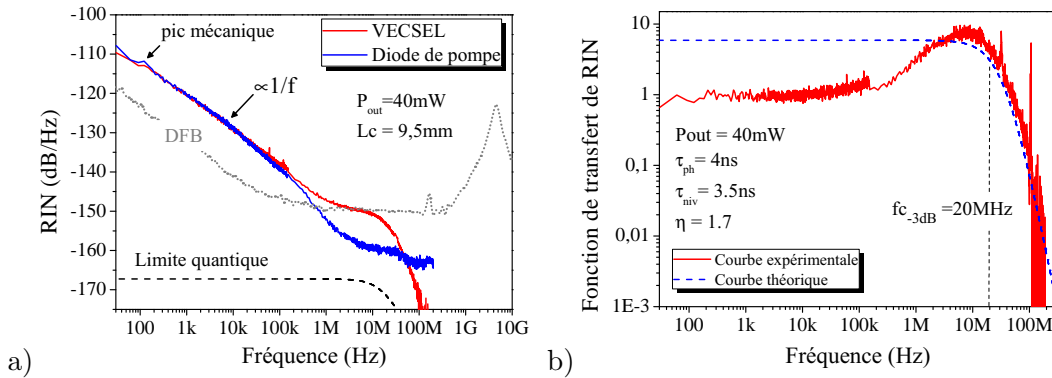 VECSEL
Diode de pompe
pic mécanique
∝1/f
P_out=40mW
Lc = 9,5mm
DFB
Limite quantique
RIN (dB/Hz)
-110
-120
-130
-140
-150
-160
-170
100 1k 10k 100k 1M 10M 100M 1G 10G
Fréquence (Hz)
a)
Fonction de transfert de RIN
10
1
0.1
0,01
1E-3
Pout = 40mW
τ_ph = 4ns
τ_niv = 3.5ns
η = 1.7
fc_-3dB =20MHz
Courbe expérimentale
Courbe théorique
100 1k 10k 100k 1M 10M 100M
Fréquence (Hz)
b)